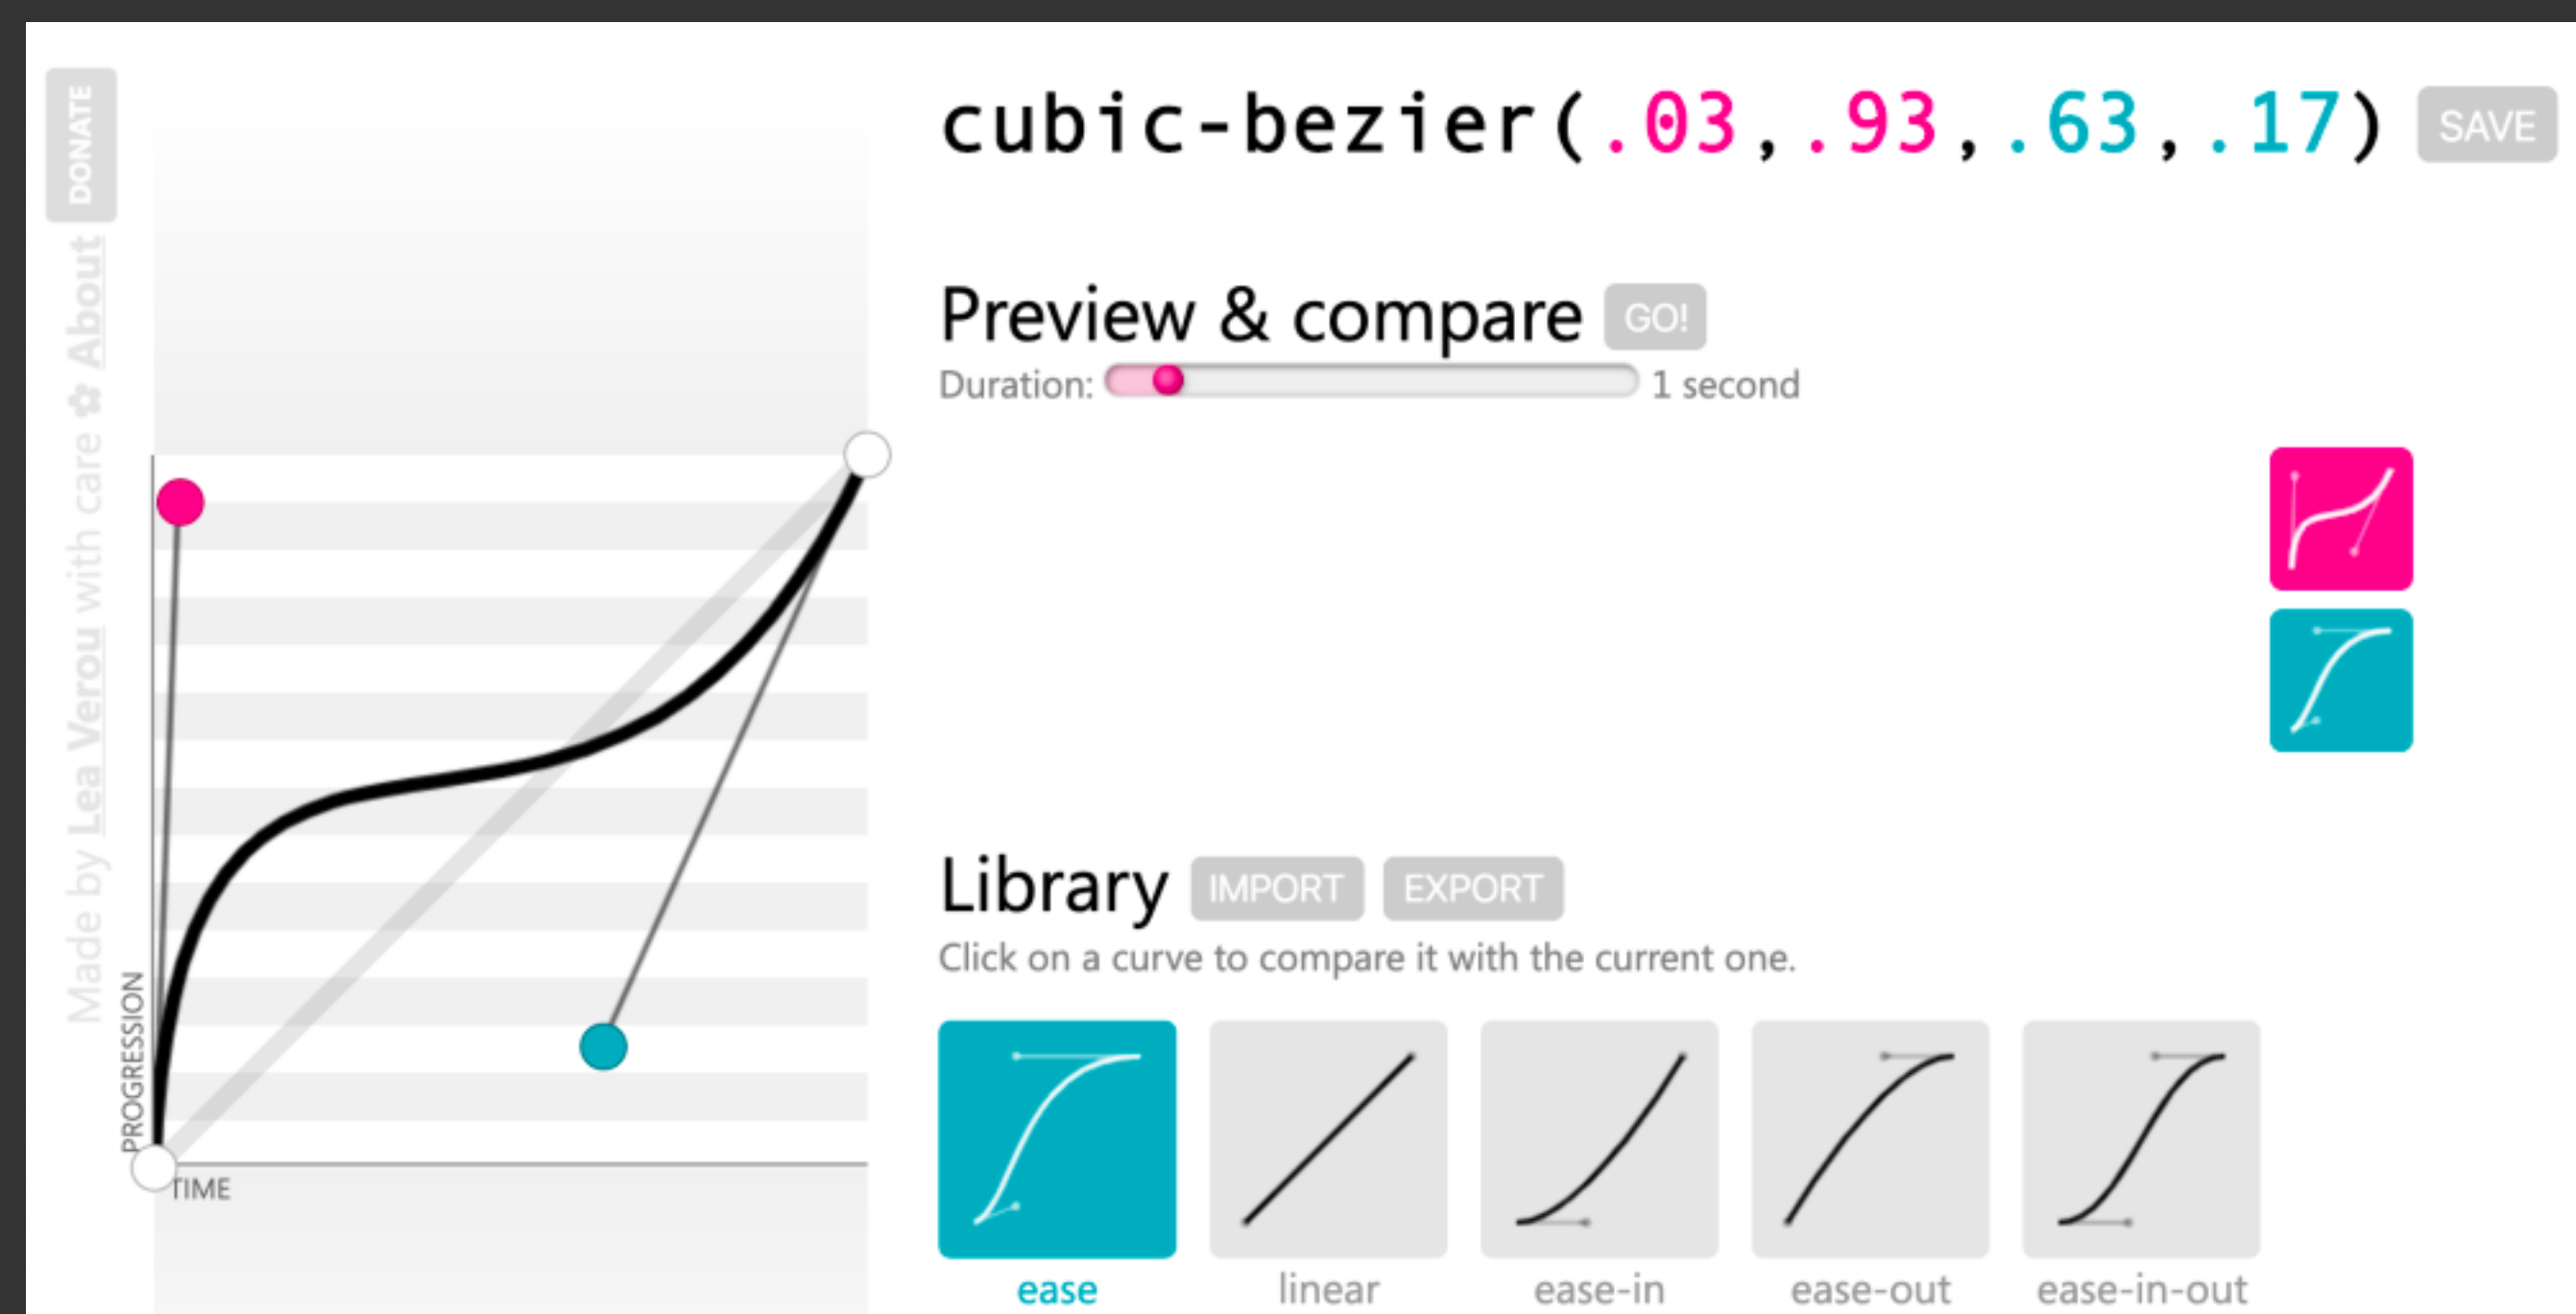 cubic-bezier(.03,.93,.63,.17) SAVE
DONATE
Made by Lea Verou with care ✿ About
Preview & compare GO!
Duration: 1 second
PROGRESSION
TIME
Library IMPORT EXPORT
Click on a curve to compare it with the current one.
ease linear ease-in ease-out ease-in-out